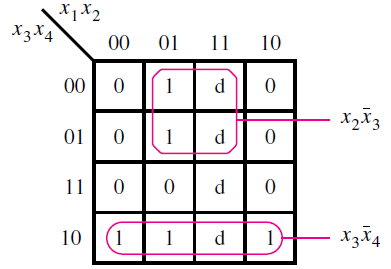 x₁x₂
x₃x₄
00 01 11 10
00 0 1 d 0
01 0 1 d 0 x₂x̄₃
11 0 0 d 0
10 1 1 d 1 x₃x̄₄